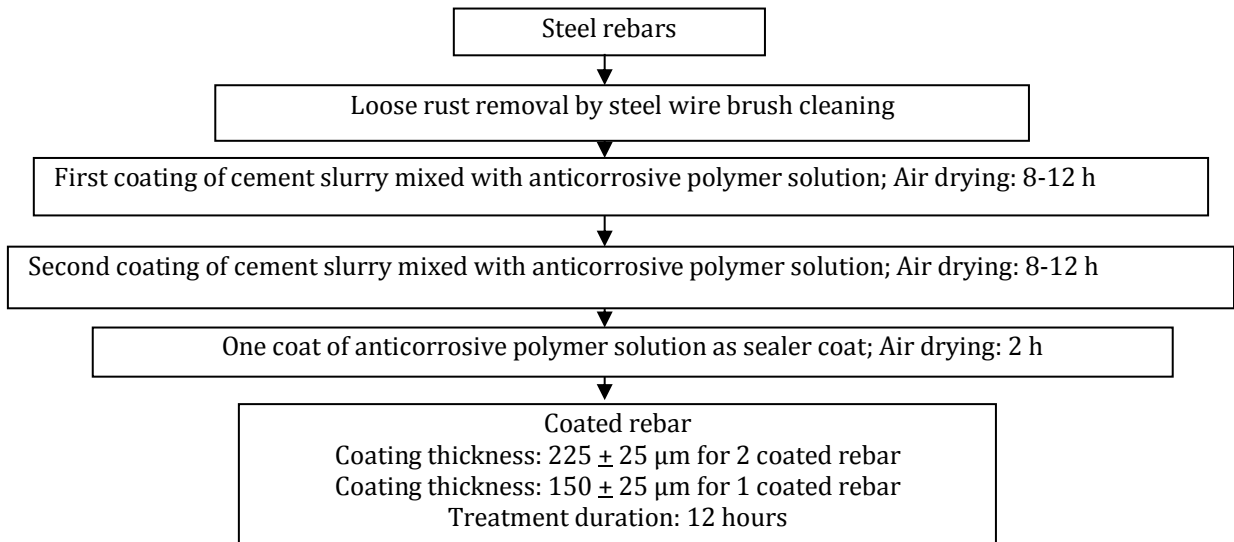 Steel rebars
Loose rust removal by steel wire brush cleaning
First coating of cement slurry mixed with anticorrosive polymer solution; Air drying: 8-12 h
Second coating of cement slurry mixed with anticorrosive polymer solution; Air drying: 8-12 h
One coat of anticorrosive polymer solution as sealer coat; Air drying: 2 h
Coated rebar
Coating thickness: 225 ± 25 μm for 2 coated rebar
Coating thickness: 150 ± 25 μm for 1 coated rebar
Treatment duration: 12 hours